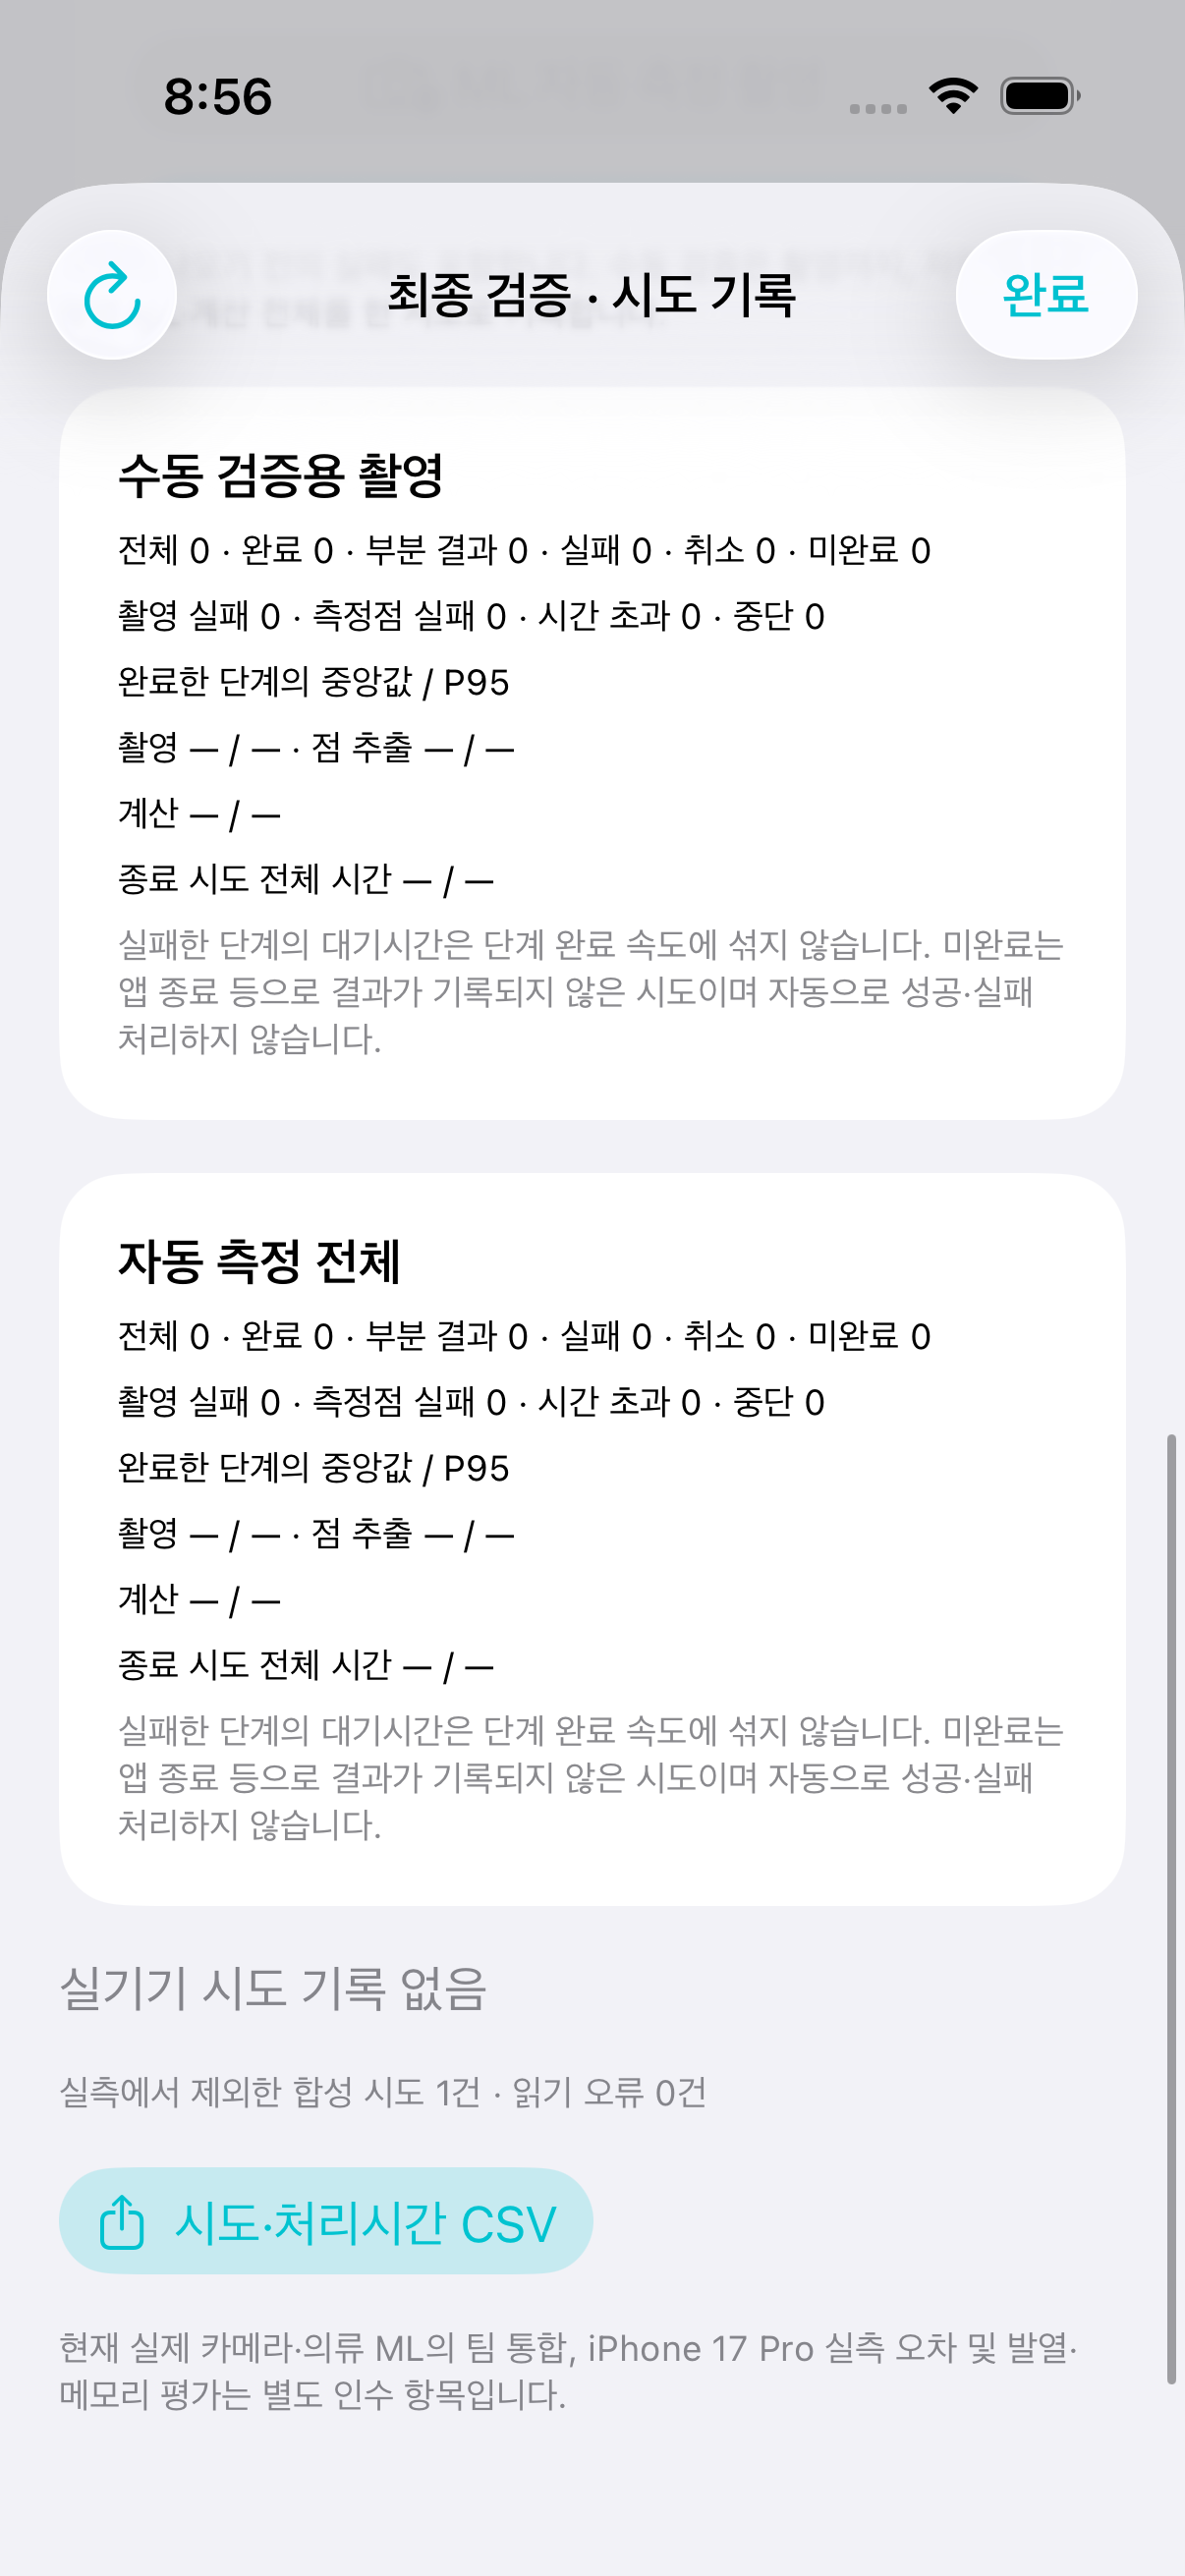 8:56
최종 검증 · 시도 기록
완료
수동 검증용 촬영
전체 0 · 완료 0 · 부분 결과 0 · 실패 0 · 취소 0 · 미완료 0
촬영 실패 0 · 측정점 실패 0 · 시간 초과 0 · 중단 0
완료한 단계의 중앙값 / P95
촬영 — / — · 점 추출 — / —
계산 — / —
종료 시도 전체 시간 — / —
실패한 단계의 대기시간은 단계 완료 속도에 섞지 않습니다. 미완료는
앱 종료 등으로 결과가 기록되지 않은 시도이며 자동으로 성공·실패
처리하지 않습니다.
자동 측정 전체
전체 0 · 완료 0 · 부분 결과 0 · 실패 0 · 취소 0 · 미완료 0
촬영 실패 0 · 측정점 실패 0 · 시간 초과 0 · 중단 0
완료한 단계의 중앙값 / P95
촬영 — / — · 점 추출 — / —
계산 — / —
종료 시도 전체 시간 — / —
실패한 단계의 대기시간은 단계 완료 속도에 섞지 않습니다. 미완료는
앱 종료 등으로 결과가 기록되지 않은 시도이며 자동으로 성공·실패
처리하지 않습니다.
실기기 시도 기록 없음
실측에서 제외한 합성 시도 1건 · 읽기 오류 0건
시도·처리시간 CSV
현재 실제 카메라·의류 ML의 팀 통합, iPhone 17 Pro 실측 오차 및 발열·
메모리 평가는 별도 인수 항목입니다.